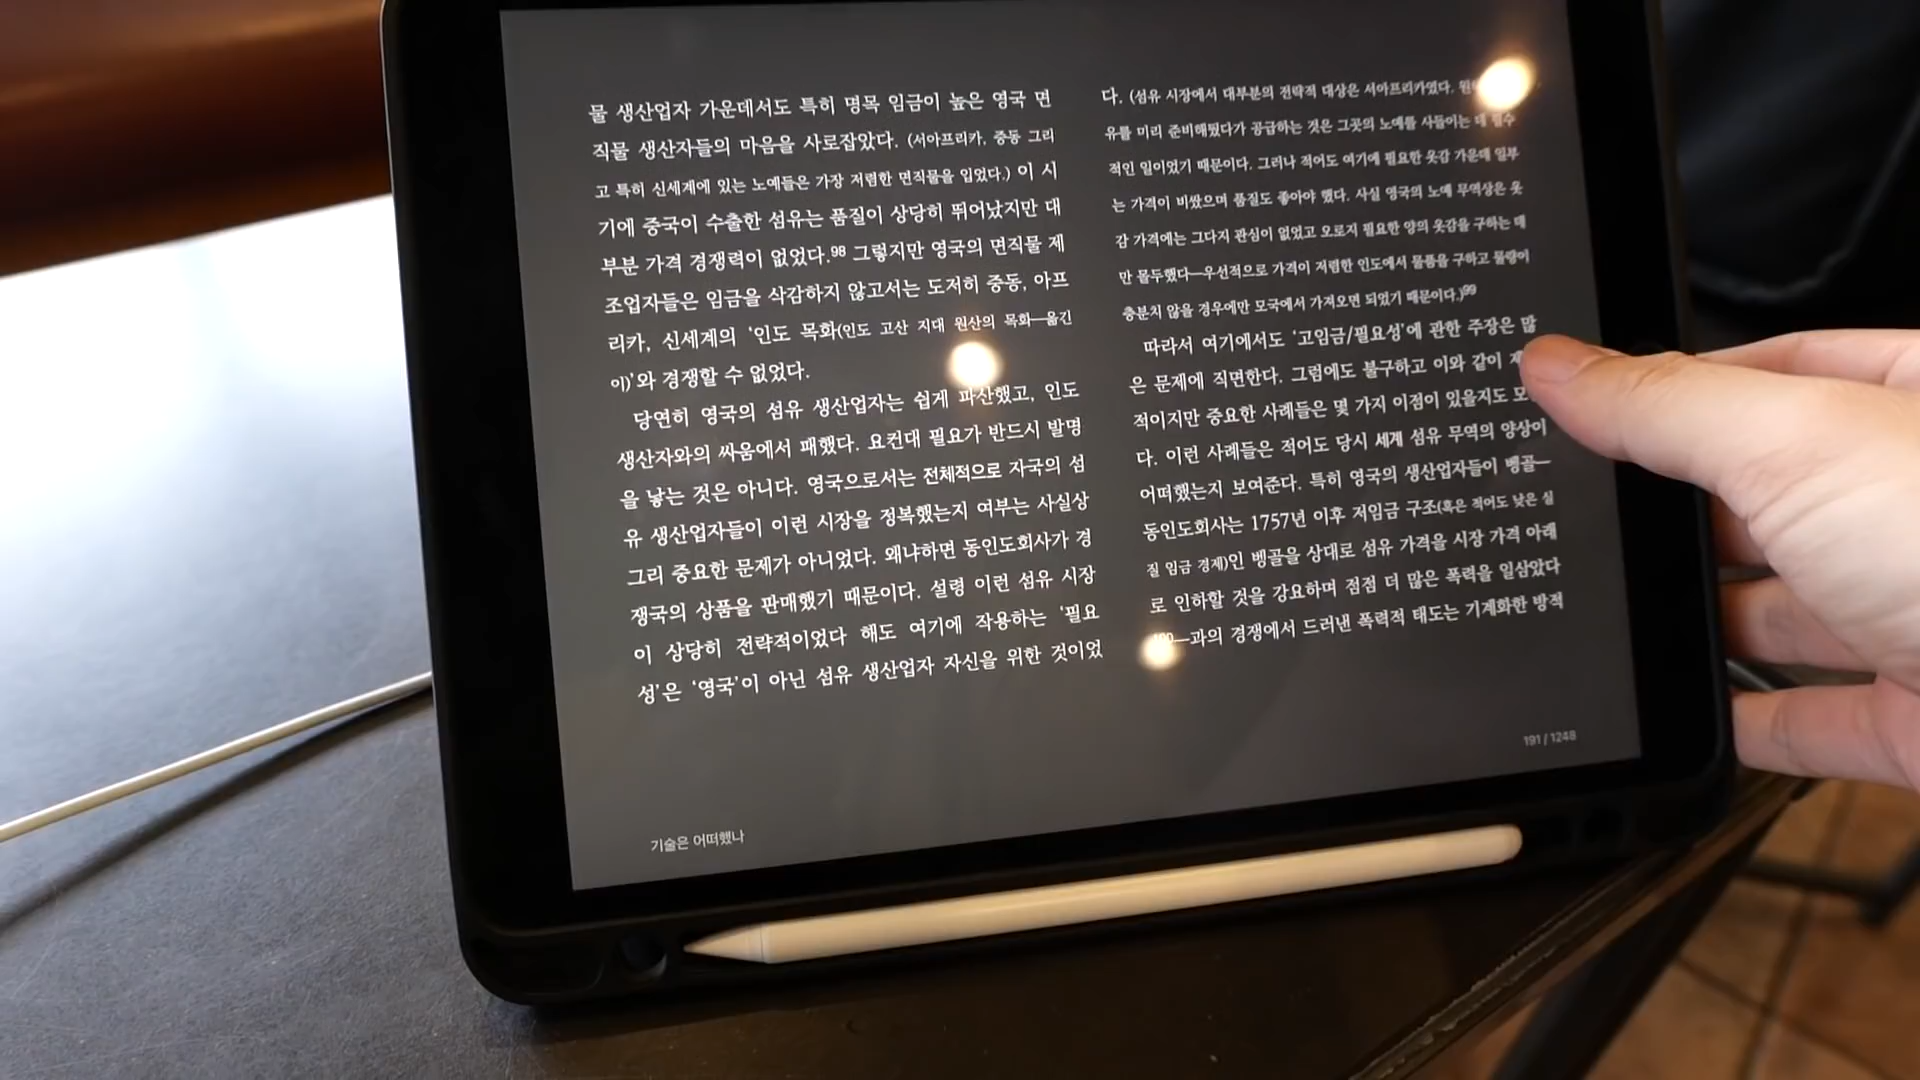 물 생산업자 가운데서도 특히 명목 임금이 높은 영국 면
직물 생산자들의 마음을 사로잡았다. (서아프리카, 중동 그리
고 특히 신세계에 있는 노예들은 가장 저렴한 면직물을 입었다.) 이 시
기에 중국이 수출한 섬유는 품질이 상당히 뛰어났지만 대
부분 가격 경쟁력이 없었다.98 그렇지만 영국의 면직물 제
조업자들은 임금을 삭감하지 않고서는 도저히 중동, 아프
리카, 신세계의 ‘인도 목화(인도 고산 지대 원산의 목화—옮긴
이)’와 경쟁할 수 없었다.
당연히 영국의 섬유 생산업자는 쉽게 파산했고, 인도
생산자와의 싸움에서 패했다. 요컨대 필요가 반드시 발명
을 낳는 것은 아니다. 영국으로서는 전체적으로 자국의 섬
유 생산업자들이 이런 시장을 정복했는지 여부는 사실상
그리 중요한 문제가 아니었다. 왜냐하면 동인도회사가 경
쟁국의 상품을 판매했기 때문이다. 설령 이런 섬유 시장
이 상당히 전략적이었다 해도 여기에 작용하는 ‘필요
성’은 ‘영국’이 아닌 섬유 생산업자 자신을 위한 것이었
다. (섬유 시장에서 대부분의 전략적 대상은 서아프리카였다.
유를 미리 준비해뒀다가 공급하는 것은 그곳의 노예를 사들이는 데 필수
적인 일이었기 때문이다. 그러나 적어도 여기에 필요한 옷감 가운데 일부
는 가격이 비쌌으며 품질도 좋아야 했다. 사실 영국의 노예 무역상은 옷
감 가격에는 그다지 관심이 없었고 오로지 필요한 양의 옷감을 구하는 데
만 몰두했다—우선적으로 가격이 저렴한 인도에서 물품을 구하고 물량이
충분치 않을 경우에만 모국에서 가져오면 되었기 때문이다.)99
따라서 여기에서도 ‘고임금/필요성’에 관한 주장은 많
은 문제에 직면한다. 그럼에도 불구하고 이와 같이
적이지만 중요한 사례들은 몇 가지 이점이 있을지도
다. 이런 사례들은 적어도 당시 세계 섬유 무역의 양상이
어떠했는지 보여준다. 특히 영국의 생산업자들이 벵골—
동인도회사는 1757년 이후 저임금 구조(혹은 적어도 낮은 실
질 임금 경제)인 벵골을 상대로 섬유 가격을 시장 가격 아래
로 인하할 것을 강요하며 점점 더 많은 폭력을 일삼았다
100—과의 경쟁에서 드러낸 폭력적 태도는 기계화한 방적
191 / 1248
기술은 어떠했나